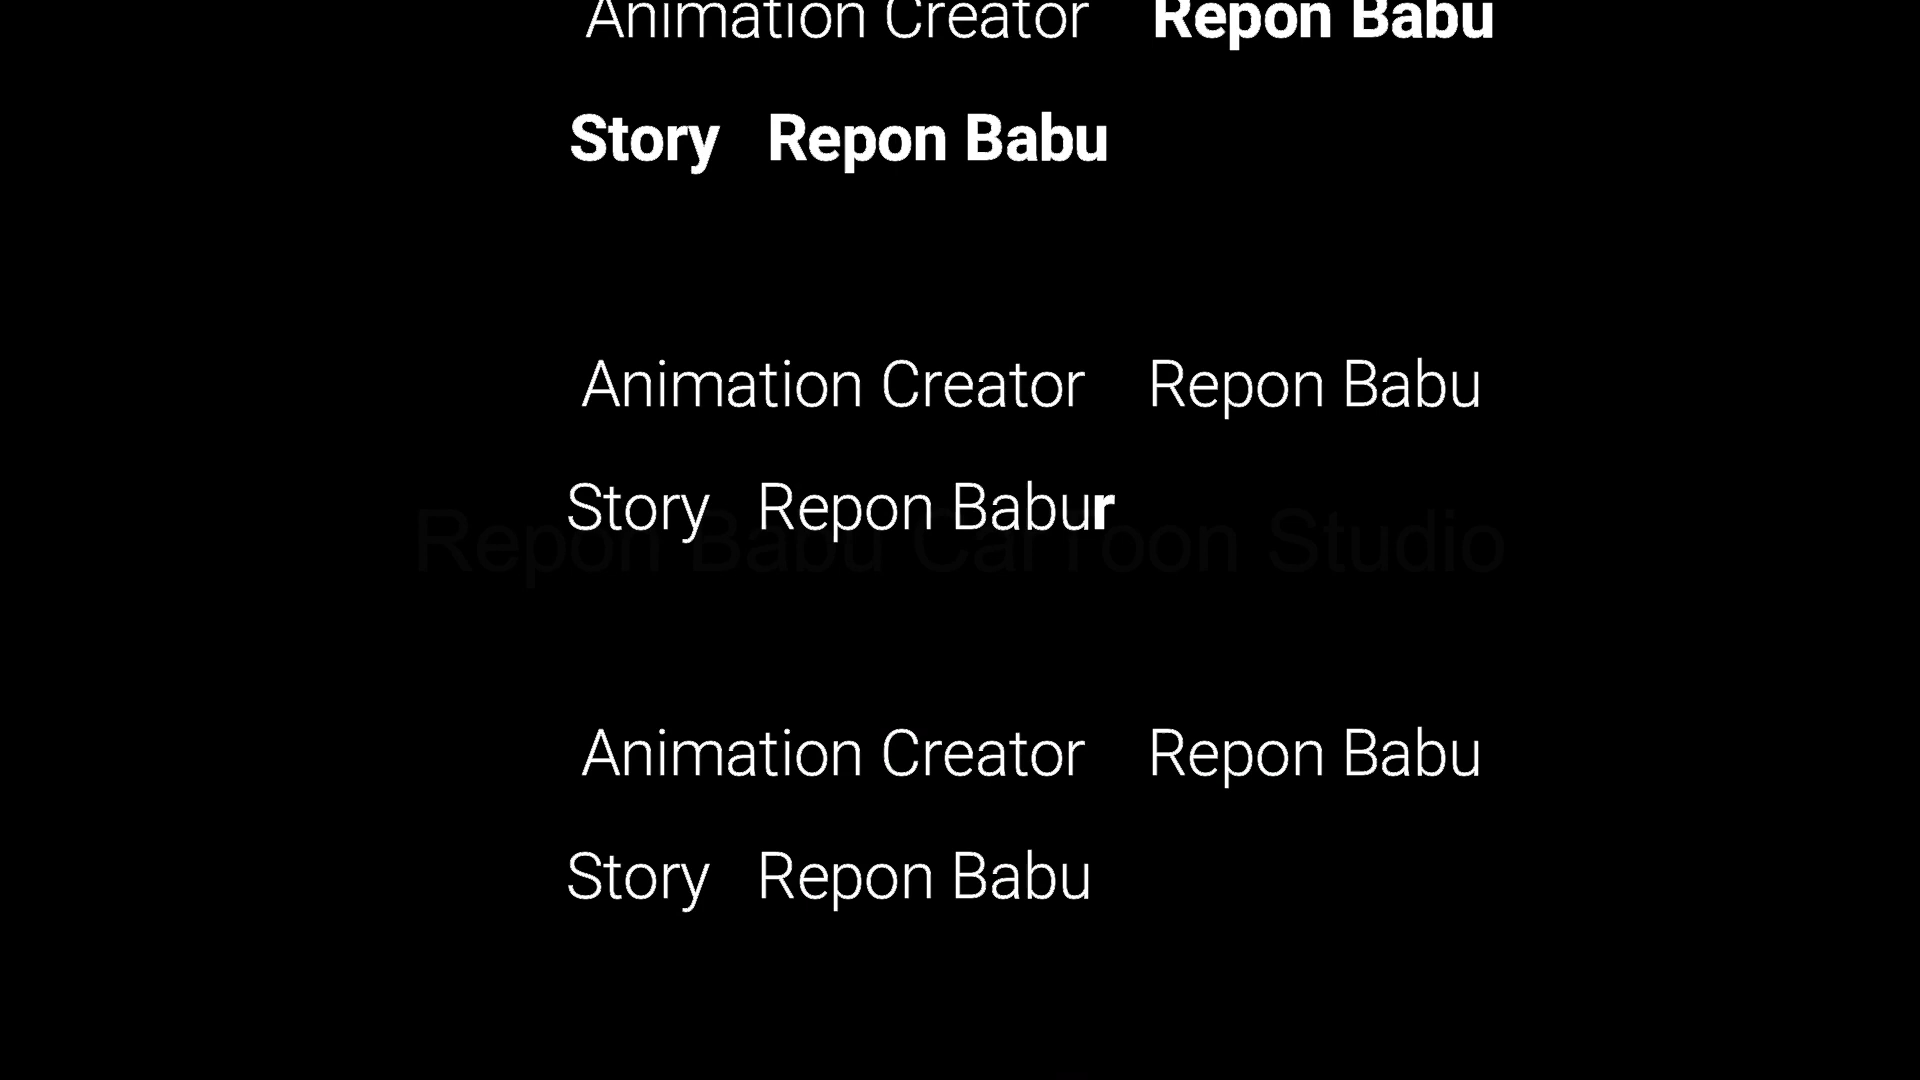 Animation Creator Repon Babu
Story Repon Babu
Animation Creator Repon Babu
Story Repon Babur
Repon Babu CarToon Studio
Animation Creator Repon Babu
Story Repon Babu